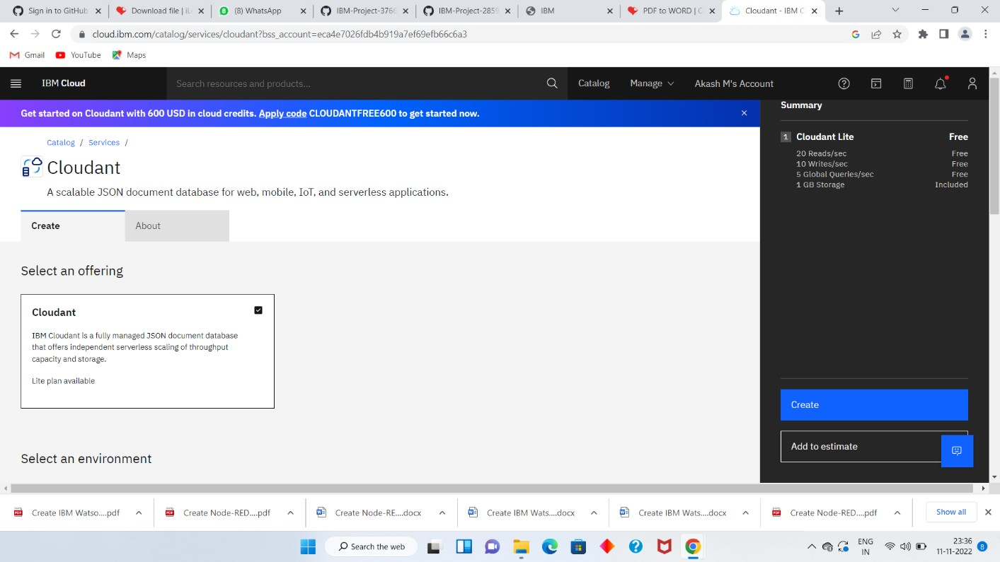 Sign in to GitHub
Download file | iL
(8) WhatsApp
IBM-Project-3766
IBM-Project-2859
IBM
PDF to WORD | C
Cloudant - IBM C
cloud.ibm.com/catalog/services/cloudant?bss_account=eca4e7026fdb4b919a7ef69efb66c6a3
Gmail
YouTube
Maps
IBM Cloud
Search resources and products...
Catalog
Manage
Akash M's Account
Get started on Cloudant with 600 USD in cloud credits. Apply code CLOUDANTFREE600 to get started now.
Catalog / Services /
Cloudant
A scalable JSON document database for web, mobile, IoT, and serverless applications.
Create
About
Select an offering
Cloudant
IBM Cloudant is a fully managed JSON document database
that offers independent serverless scaling of throughput
capacity and storage.
Lite plan available
Select an environment
Summary
1 Cloudant Lite Free
20 Reads/sec Free
10 Writes/sec Free
5 Global Queries/sec Free
1 GB Storage Included
Create
Add to estimate
Create IBM Watso....pdf
Create Node-RED....pdf
Create Node-RE....docx
Create IBM Wats....docx
Create IBM Wats....docx
Create Node-RED....pdf
Show all
Search the web
ENG
IN
23:36
11-11-2022
8